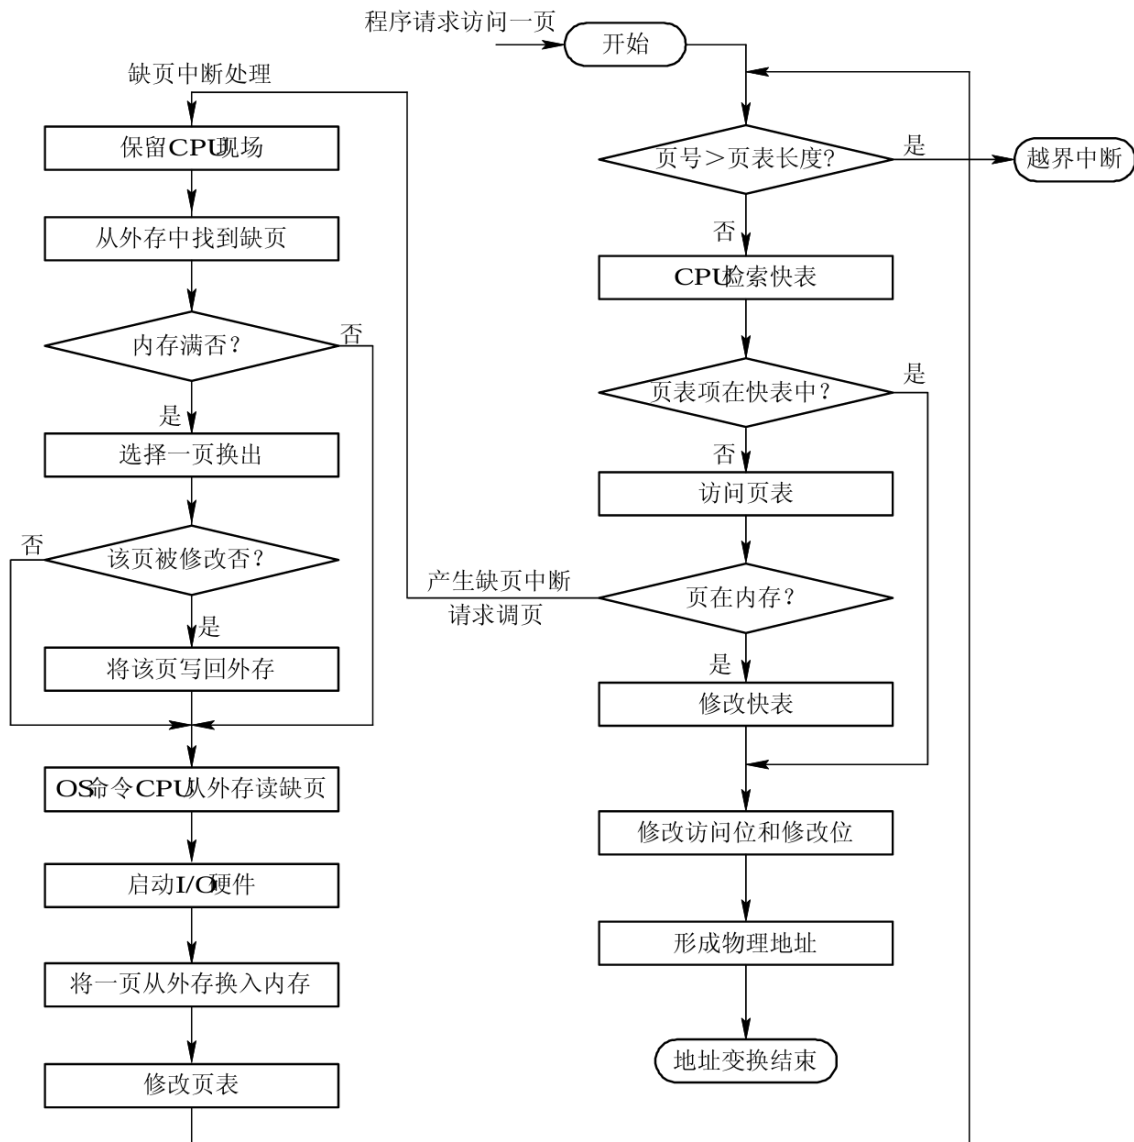 程序请求访问一页
开始
缺页中断处理
保留CPU现场
从外存中找到缺页
内存满否?
否
是
选择一页换出
该页被修改否?
否
是
将该页写回外存
OS命令CPU从外存读缺页
启动I/O硬件
将一页从外存换入内存
修改页表
页号>页表长度?
是
越界中断
否
CPU检索快表
页表项在快表中?
是
否
访问页表
页在内存?
产生缺页中断
请求调页
是
修改快表
修改访问位和修改位
形成物理地址
地址变换结束